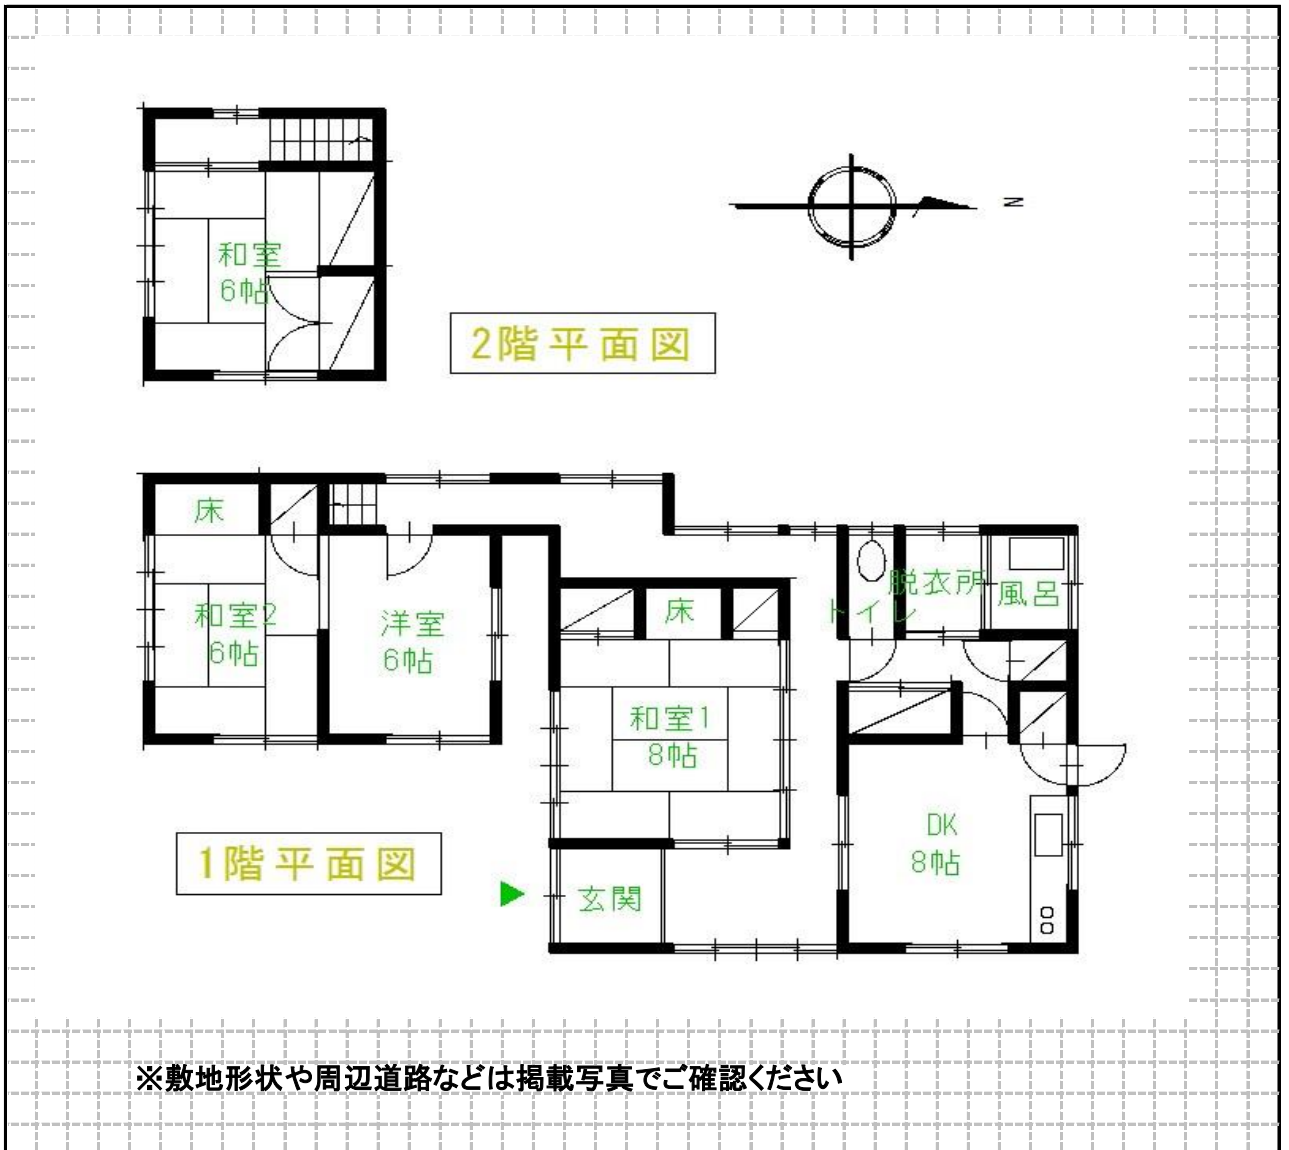 N
和室
6帖
2階平面図
床
和室2
6帖
洋室
6帖
床
和室1
8帖
トイレ
脱衣所
風呂
DK
8帖
玄関
1階平面図
※敷地形状や周辺道路などは掲載写真でご確認ください